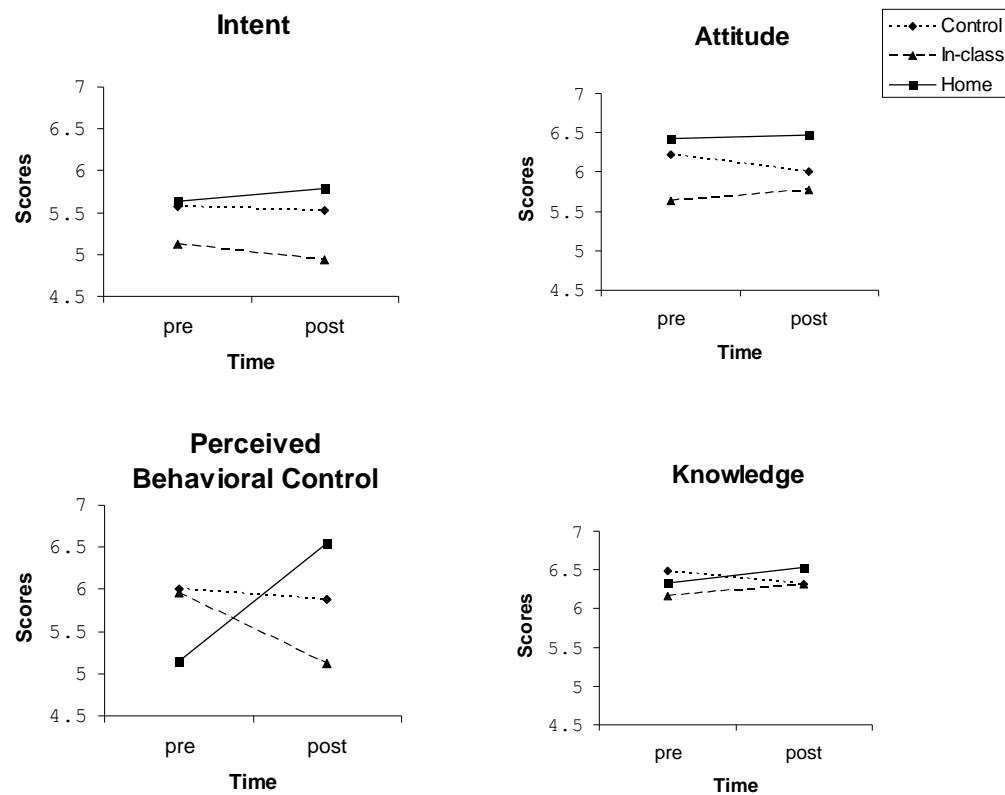 Intent
7
6.5
6
5.5
5
4.5
Scores
pre
post
Time
Attitude
7
6.5
6
5.5
5
4.5
Scores
pre
post
Time
Control
In-class
Home
Perceived
Behavioral Control
7
6.5
6
5.5
5
4.5
Scores
pre
post
Time
Knowledge
7
6.5
6
5.5
5
4.5
Scores
pre
post
Time